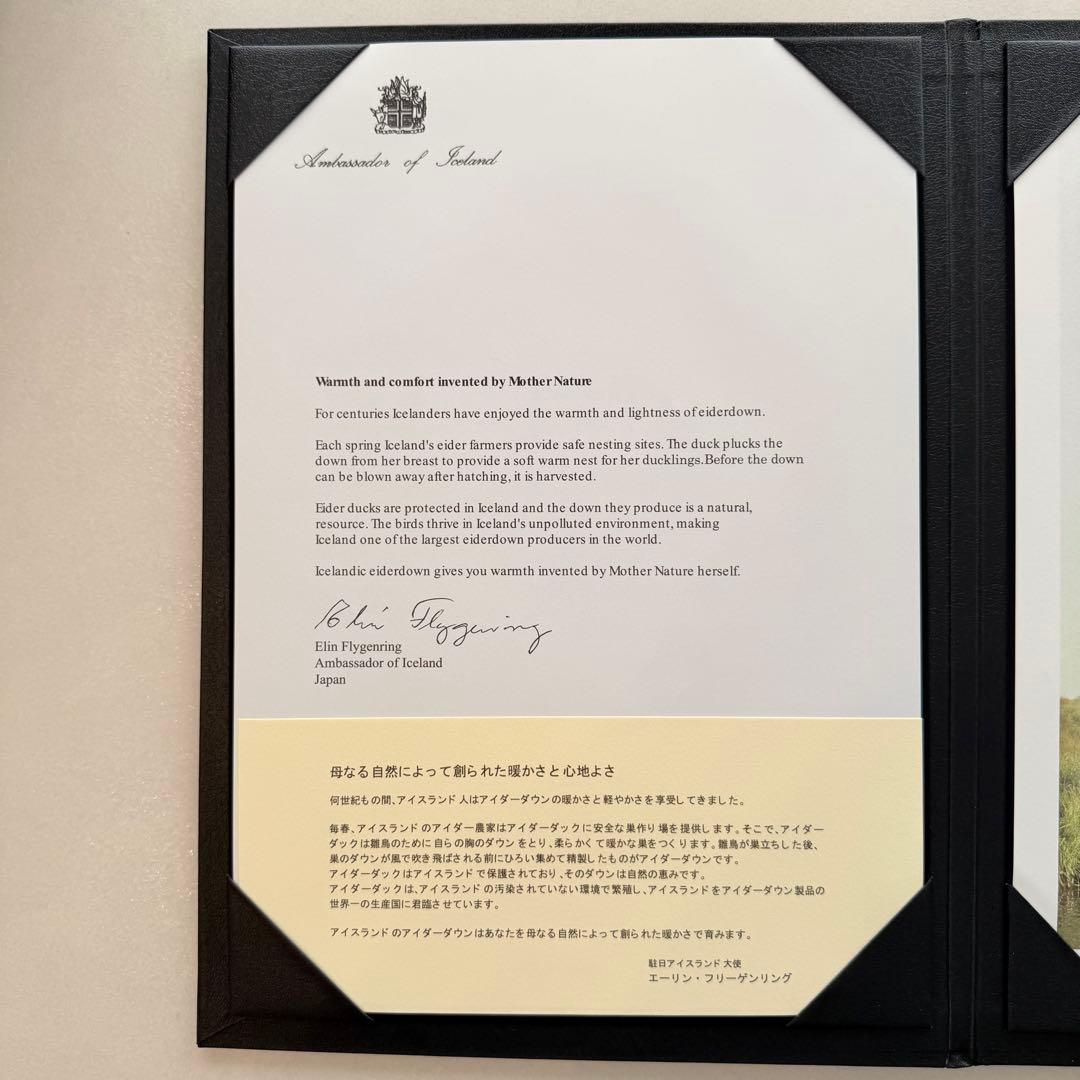 Ambassador of Iceland
Warmth and comfort invented by Mother Nature
For centuries Icelanders have enjoyed the warmth and lightness of eiderdown.
Each spring Iceland's eider farmers provide safe nesting sites. The duck plucks the
down from her breast to provide a soft warm nest for her ducklings.Before the down
can be blown away after hatching, it is harvested.
Eider ducks are protected in Iceland and the down they produce is a natural,
resource. The birds thrive in Iceland's unpolluted environment, making
Iceland one of the largest eiderdown producers in the world.
Icelandic eiderdown gives you warmth invented by Mother Nature herself.
Elin Flygenring
Elin Flygenring
Ambassador of Iceland
Japan
母なる自然によって創られた暖かさと心地よさ
何世紀もの間、アイスランド人はアイダーダウンの暖かさと軽やかさを享受してきました。
毎春、アイスランドのアイダー農家はアイダーダックに安全な巣作り場を提供します。そこで、アイダー
ダックは雛鳥のために自らの胸のダウンをとり、柔らかくて暖かな巣をつくります。雛鳥が巣立ちした後、
巣のダウンが風で吹き飛ばされる前にひろい集めて精製したものがアイダーダウンです。
アイダーダックはアイスランドで保護されており、そのダウンは自然の恵みです。
アイダーダックは、アイスランドの汚染されていない環境で繁殖し、アイスランドをアイダーダウン製品の
世界一の生産国に君臨させています。
アイスランドのアイダーダウンはあなたを母なる自然によって創られた暖かさで育みます。
駐日アイスランド大使
エーリン・フリーゲンリング